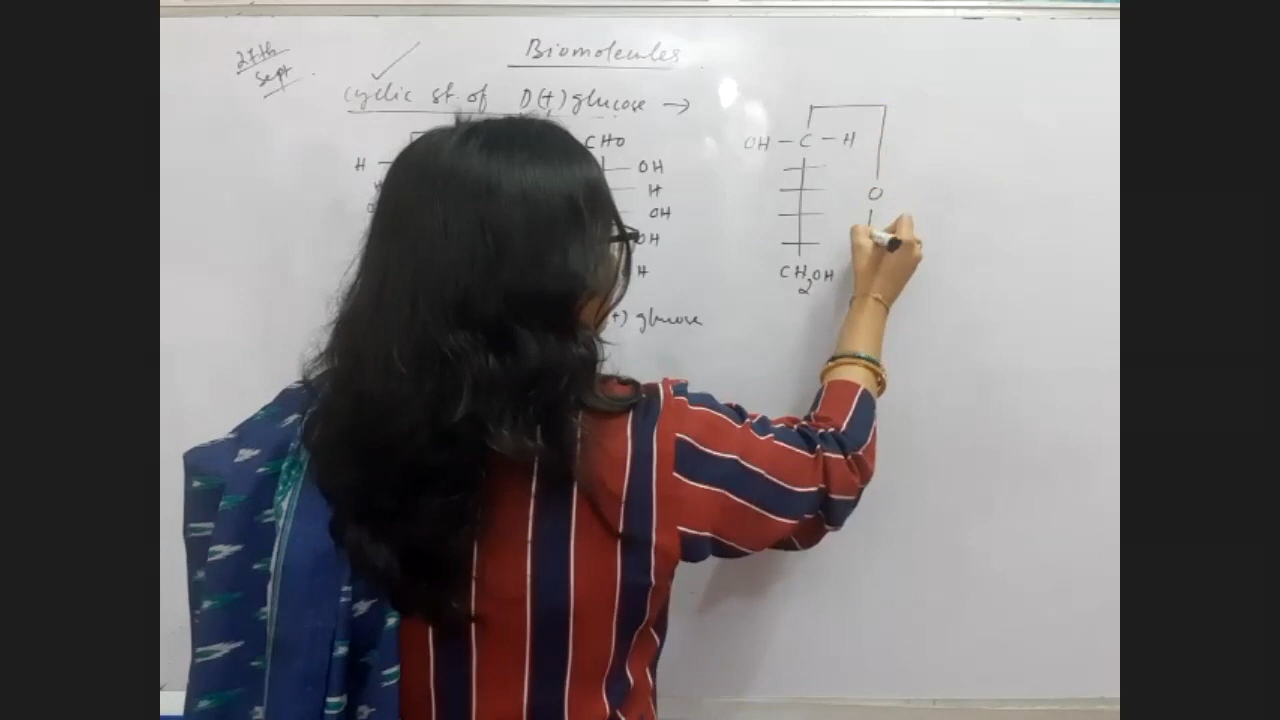 27th
Sept.
Biomolecules
Cyclic st. of D(+) glucose →
H
CHO
OH
H
OH
OH
H
+) glucose
OH - C - H
O
CH2OH